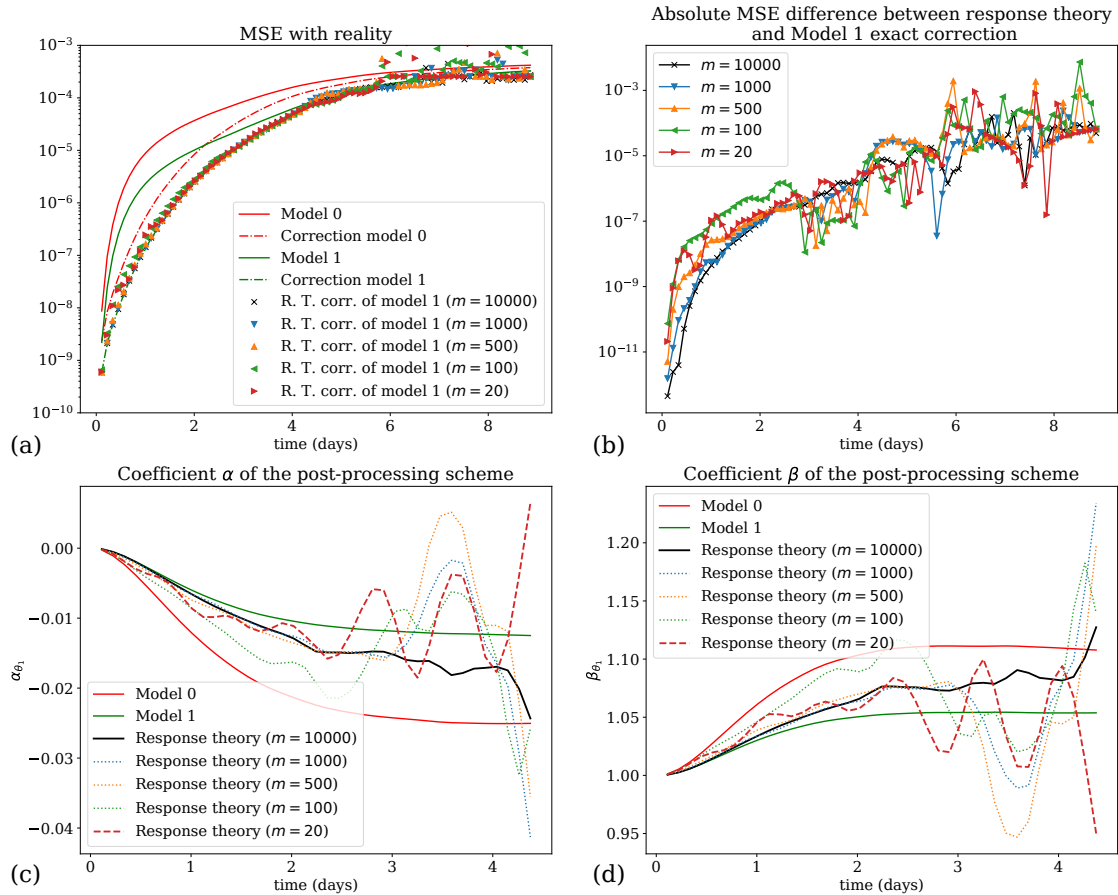 MSE with reality
10⁻³
10⁻⁴
10⁻⁵
10⁻⁶
10⁻⁷
10⁻⁸
10⁻⁹
10⁻¹⁰
Model 0
Correction model 0
Model 1
Correction model 1
R. T. corr. of model 1 (m = 10000)
R. T. corr. of model 1 (m = 1000)
R. T. corr. of model 1 (m = 500)
R. T. corr. of model 1 (m = 100)
R. T. corr. of model 1 (m = 20)
0 2 4 6 8
time (days)
(a)
Absolute MSE difference between response theory
and Model 1 exact correction
10⁻³
10⁻⁵
10⁻⁷
10⁻⁹
10⁻¹¹
m = 10000
m = 1000
m = 500
m = 100
m = 20
0 2 4 6 8
time (days)
(b)
Coefficient α of the post-processing scheme
0.00
−0.01
−0.02
−0.03
−0.04
αθ₁
Model 0
Model 1
Response theory (m = 10000)
Response theory (m = 1000)
Response theory (m = 500)
Response theory (m = 100)
Response theory (m = 20)
0 1 2 3 4
time (days)
(c)
Coefficient β of the post-processing scheme
Model 0
Model 1
Response theory (m = 10000)
Response theory (m = 1000)
Response theory (m = 500)
Response theory (m = 100)
Response theory (m = 20)
1.20
1.15
1.10
1.05
1.00
0.95
βθ₁
0 1 2 3 4
time (days)
(d)